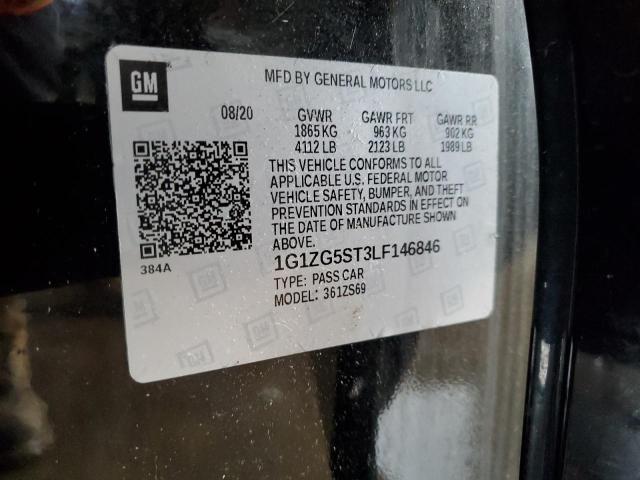 GM
MFD BY GENERAL MOTORS LLC
08/20 GVWR GAWR FRT GAWR RR
1865 KG 963 KG 902 KG
4112 LB 2123 LB 1989 LB
THIS VEHICLE CONFORMS TO ALL
APPLICABLE U.S. FEDERAL MOTOR
VEHICLE SAFETY, BUMPER, AND THEFT
PREVENTION STANDARDS IN EFFECT ON
THE DATE OF MANUFACTURE SHOWN
ABOVE.
384A
1G1ZG5ST3LF146846
TYPE: PASS CAR
MODEL: 361ZS69